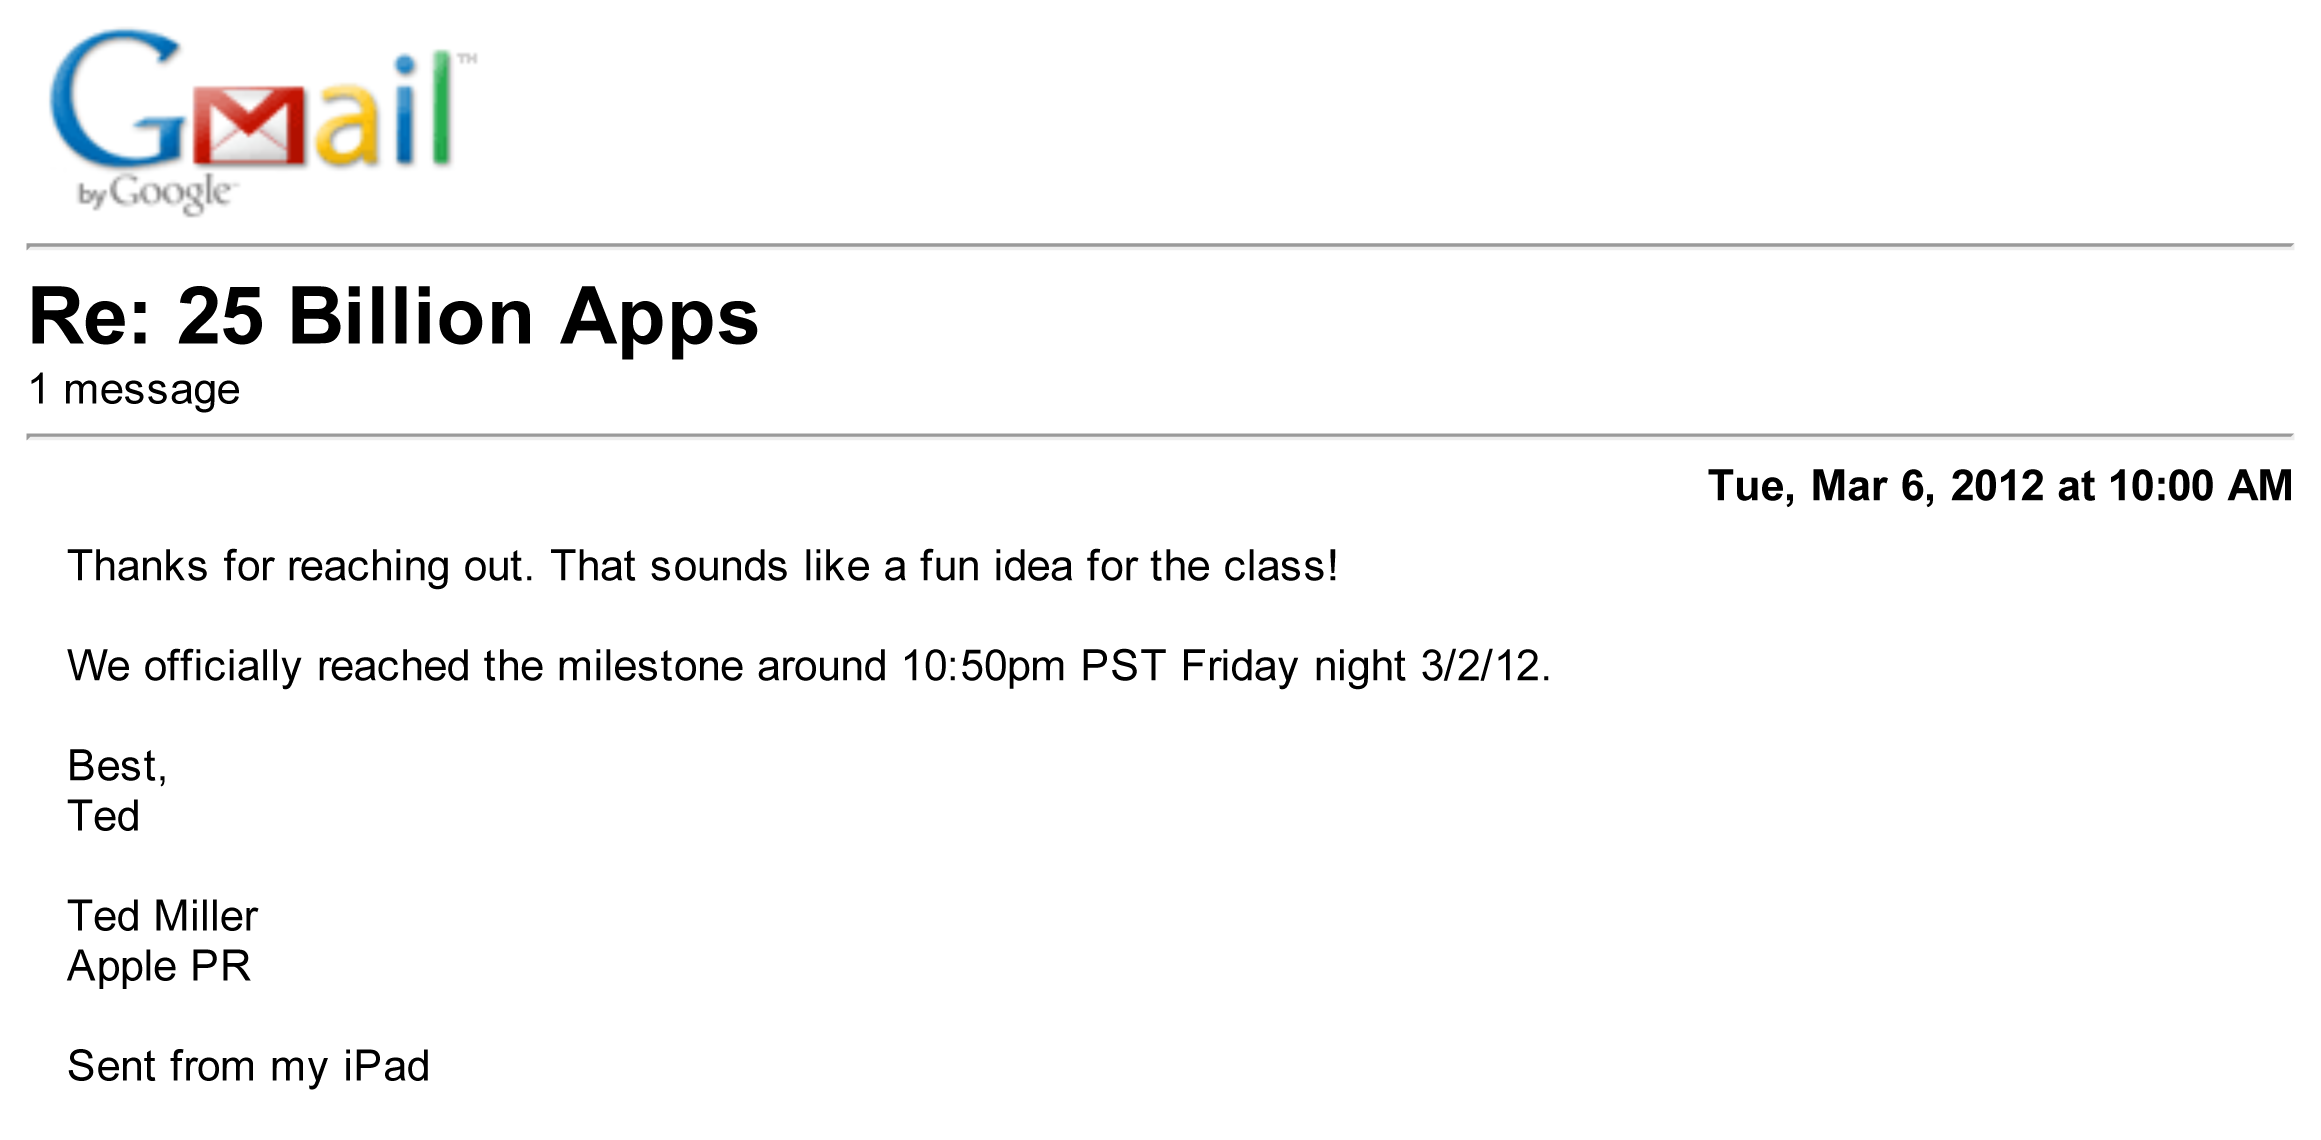 Gmail™
by Google™
Re: 25 Billion Apps
1 message
Tue, Mar 6, 2012 at 10:00 AM
Thanks for reaching out. That sounds like a fun idea for the class!
We officially reached the milestone around 10:50pm PST Friday night 3/2/12.
Best,
Ted
Ted Miller
Apple PR
Sent from my iPad